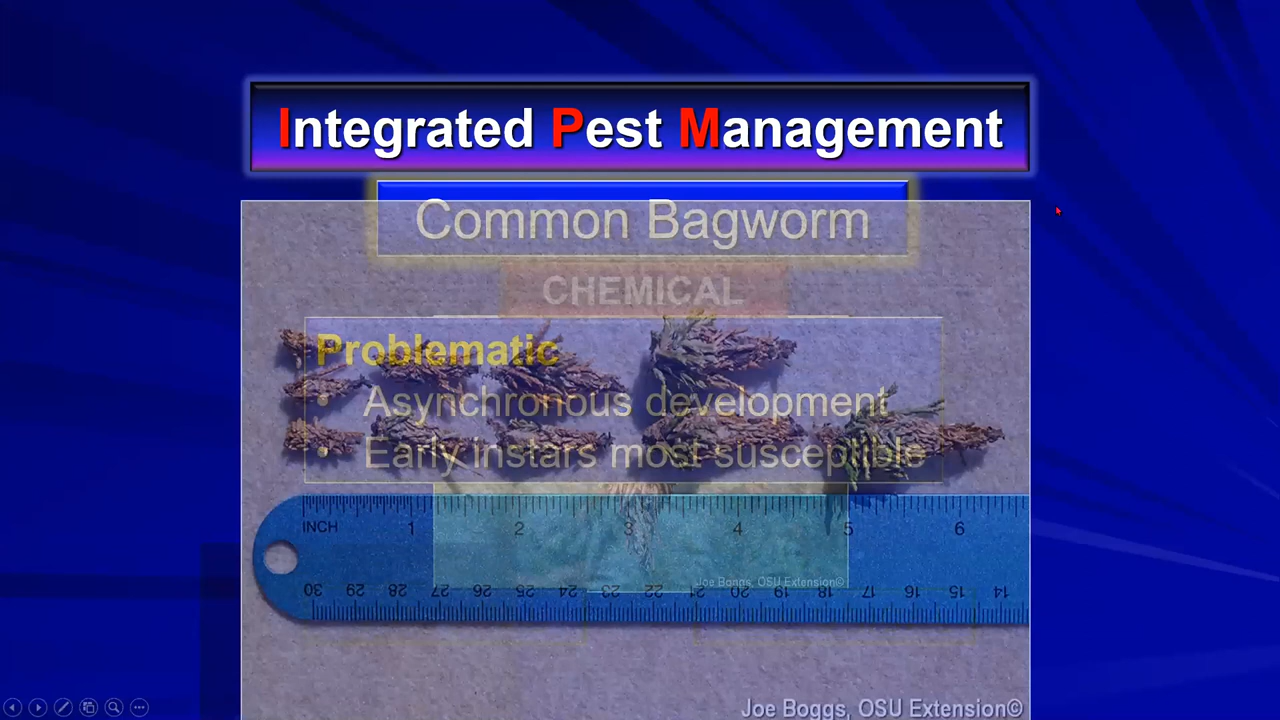 Integrated Pest Management
Common Bagworm
CHEMICAL
Problematic
• Asynchronous development
• Early instars most susceptible
INCH 1 2 3 4 5 6
Joe Boggs, OSU Extension©
30 29 28 27 26 25 24 23 22 21 20 19 18 17 16 15 14
Joe Boggs, OSU Extension©